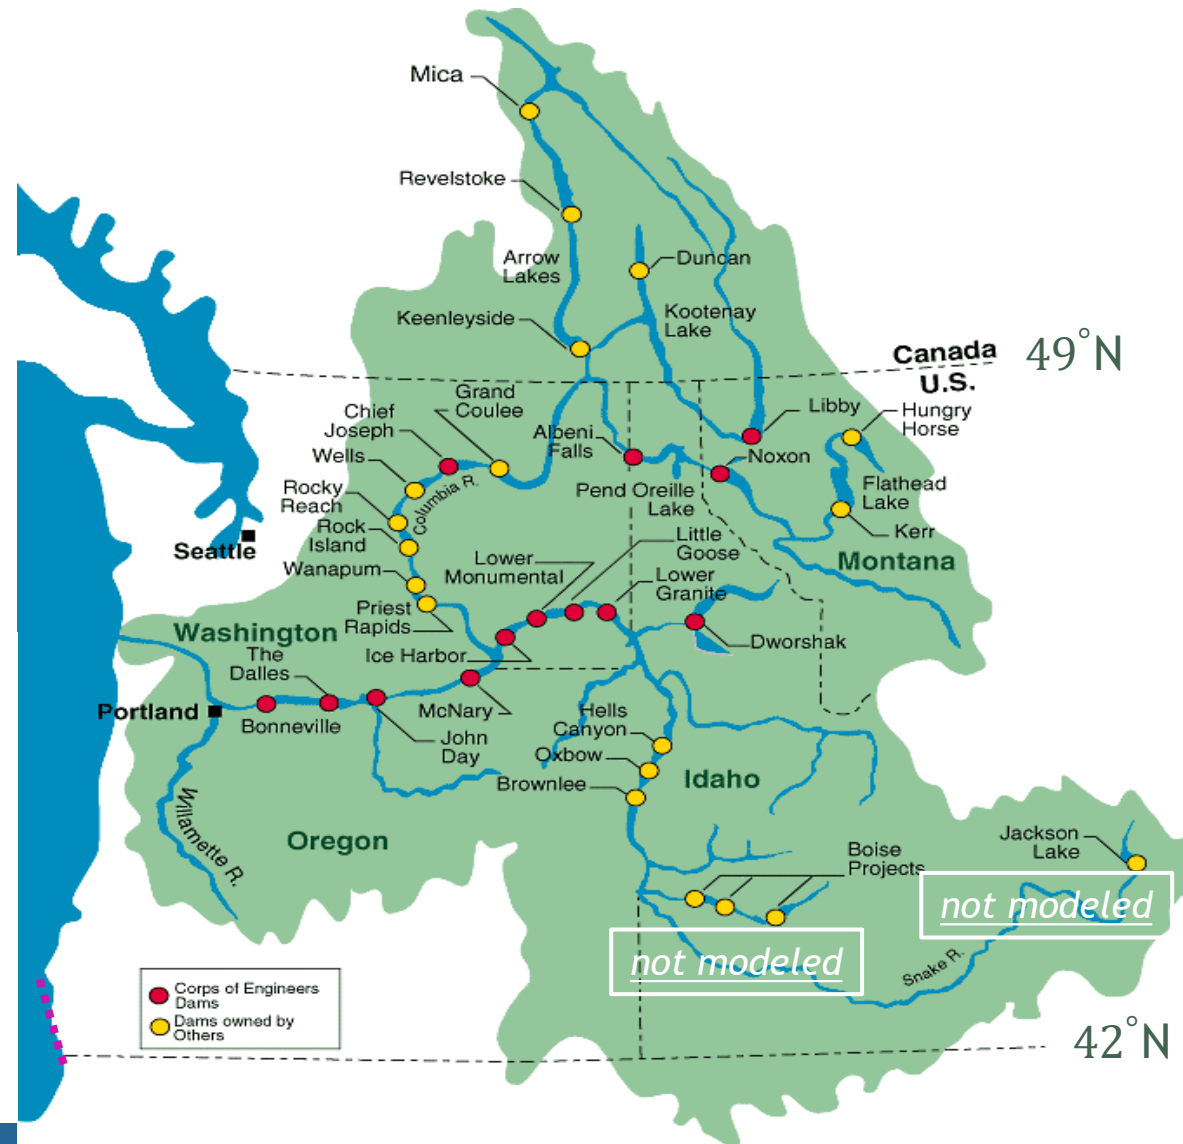 Mica
Revelstoke
Arrow
Lakes
Duncan
Keenleyside
Kootenay
Lake
Canada
49°N
U.S.
Grand
Coulee
Chief
Joseph
Libby
Hungry
Horse
Albeni
Falls
Wells
Noxon
Columbia R.
Rocky
Reach
Pend Oreille
Lake
Flathead
Lake
Rock
Island
Kerr
Seattle
Little
Goose
Lower
Monumental
Montana
Wanapum
Lower
Granite
Priest
Rapids
Washington
Ice Harbor
Dworshak
The
Dalles
Portland
Bonneville
McNary
Hells
Canyon
John
Day
Oxbow
Brownlee
Idaho
Willamette R.
Oregon
Boise
Projects
Jackson
Lake
not modeled
not modeled
Snake R.
Corps of Engineers
Dams
Dams owned by
Others
42°N